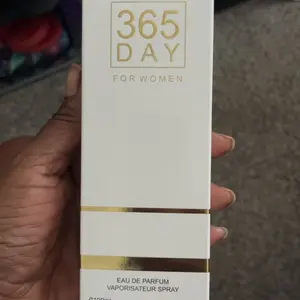 365
DAY
FOR WOMEN
EAU DE PARFUM
VAPORISATEUR SPRAY